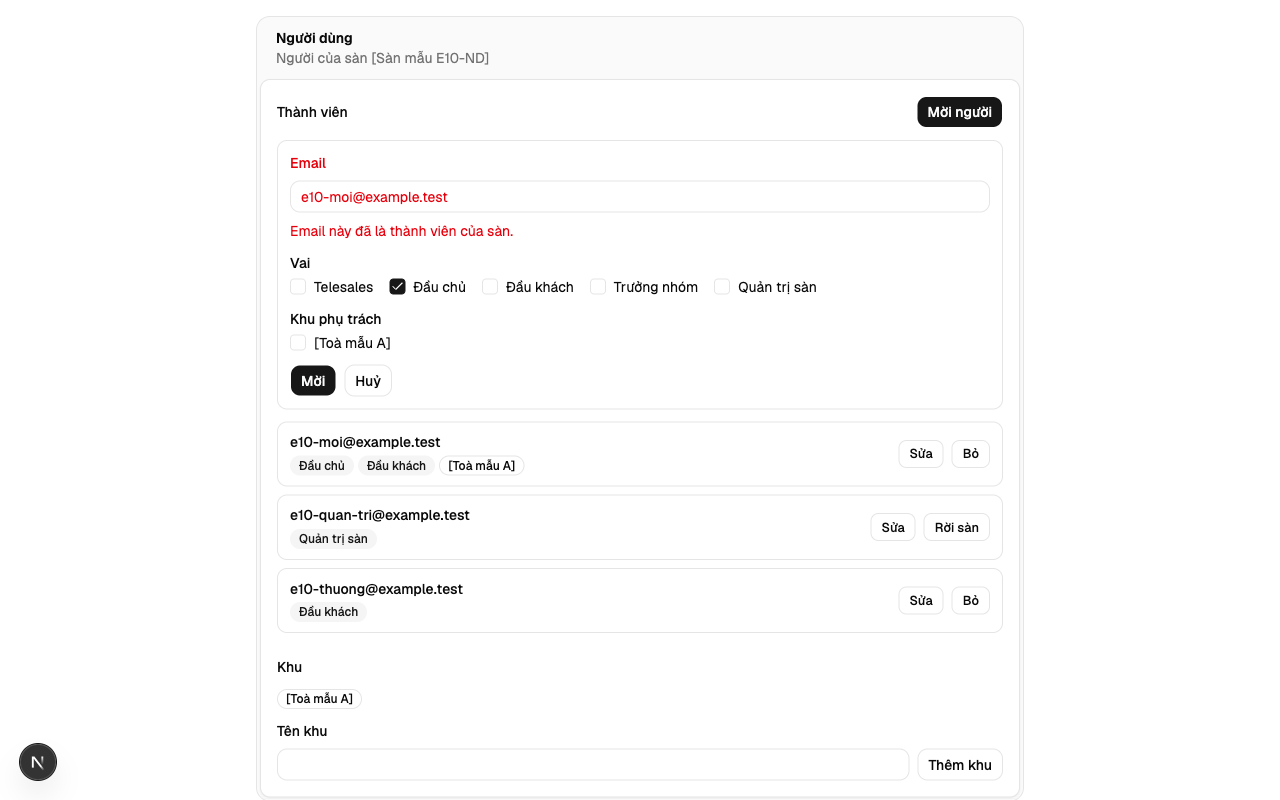 Người dùng
Người của sàn [Sàn mẫu E10-ND]
Thành viên
Mời người
Email
e10-moi@example.test
Email này đã là thành viên của sàn.
Vai
Telesales Đầu chủ Đầu khách Trưởng nhóm Quản trị sàn
Khu phụ trách
[Toà mẫu A]
Mời Huỷ
e10-moi@example.test
Đầu chủ Đầu khách [Toà mẫu A]
Sửa Bỏ
e10-quan-tri@example.test
Quản trị sàn
Sửa Rời sàn
e10-thuong@example.test
Đầu khách
Sửa Bỏ
Khu
[Toà mẫu A]
Tên khu
Thêm khu
N